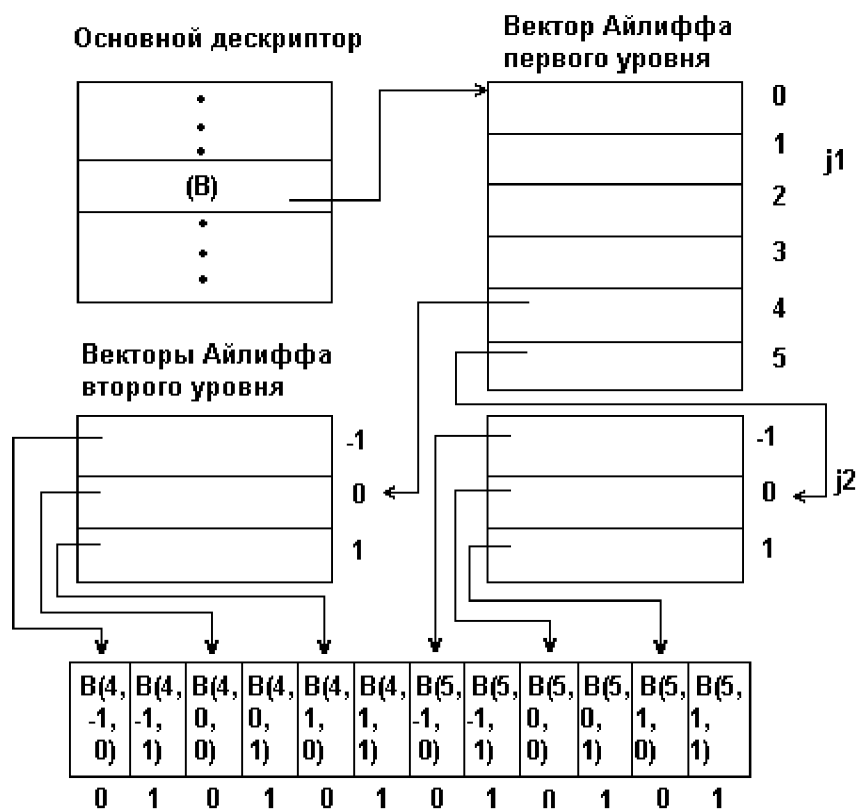 Основной дескриптор
Вектор Айлиффа
первого уровня
(B)
0
1
j1
2
3
4
5
Векторы Айлиффа
второго уровня
-1
0
1
-1
0
j2
1
B(4, B(4, B(4, B(4, B(4, B(4, B(5, B(5, B(5, B(5, B(5, B(5,
-1, -1, 0, 0, 1, 1, -1, -1, 0, 0, 1, 1,
0) 1) 0) 1) 0) 1) 0) 1) 0) 1) 0) 1)
0 1 0 1 0 1 0 1 0 1 0 1